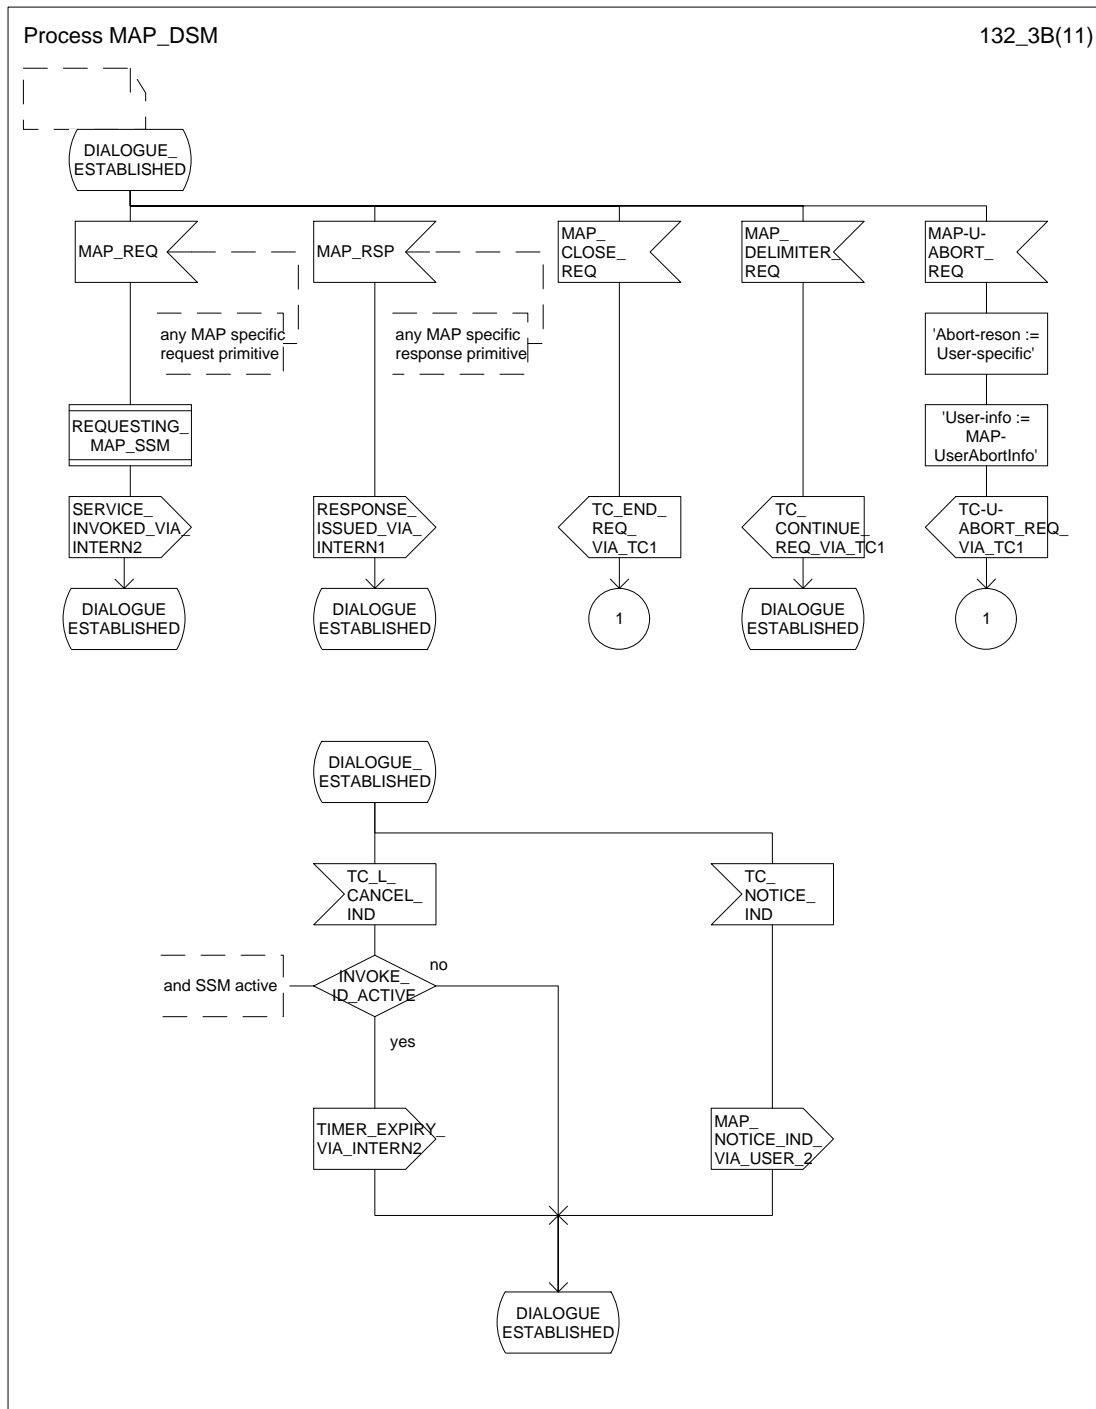 Process MAP_DSM
132_3B(11)
DIALOGUE_
ESTABLISHED
MAP_REQ
MAP_RSP
MAP_
CLOSE_
REQ
MAP_
DELIMITER_
REQ
MAP-U-
ABORT_
REQ
any MAP specific
request primitive
any MAP specific
response primitive
'Abort-reson :=
User-specific'
REQUESTING_
MAP_SSM
'User-info :=
MAP-
UserAbortInfo'
SERVICE_
INVOKED_VIA_
INTERN2
RESPONSE_
ISSUED_VIA_
INTERN1
TC_END_
REQ_
VIA_TC1
TC_
CONTINUE_
REQ_VIA_TC1
TC-U-
ABORT_REQ_
VIA_TC1
DIALOGUE
ESTABLISHED
DIALOGUE
ESTABLISHED
1
DIALOGUE
ESTABLISHED
1
DIALOGUE_
ESTABLISHED
TC_L_
CANCEL_
IND
TC_
NOTICE_
IND
and SSM active
INVOKE_
ID_ACTIVE
no
yes
TIMER_EXPIRY_
VIA_INTERN2
MAP_
NOTICE_IND_
VIA_USER_2
DIALOGUE
ESTABLISHED